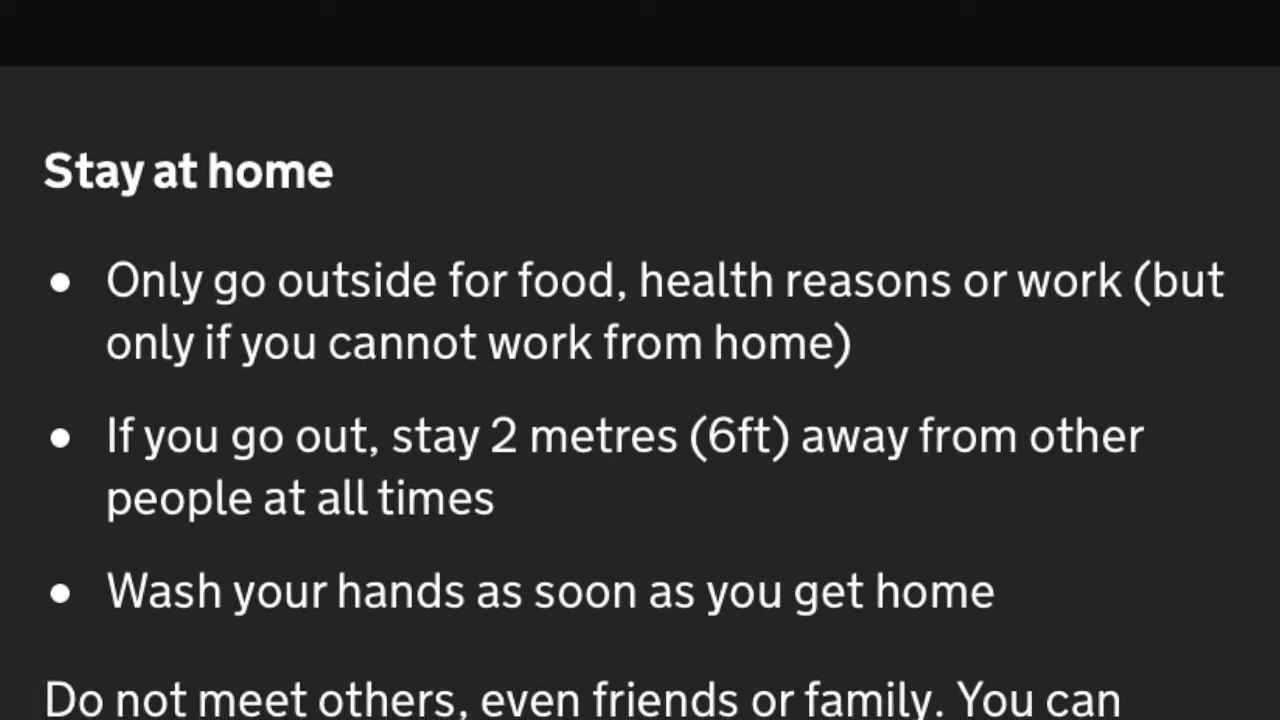 Stay at home
● Only go outside for food, health reasons or work (but
only if you cannot work from home)
● If you go out, stay 2 metres (6ft) away from other
people at all times
● Wash your hands as soon as you get home
Do not meet others, even friends or family. You can